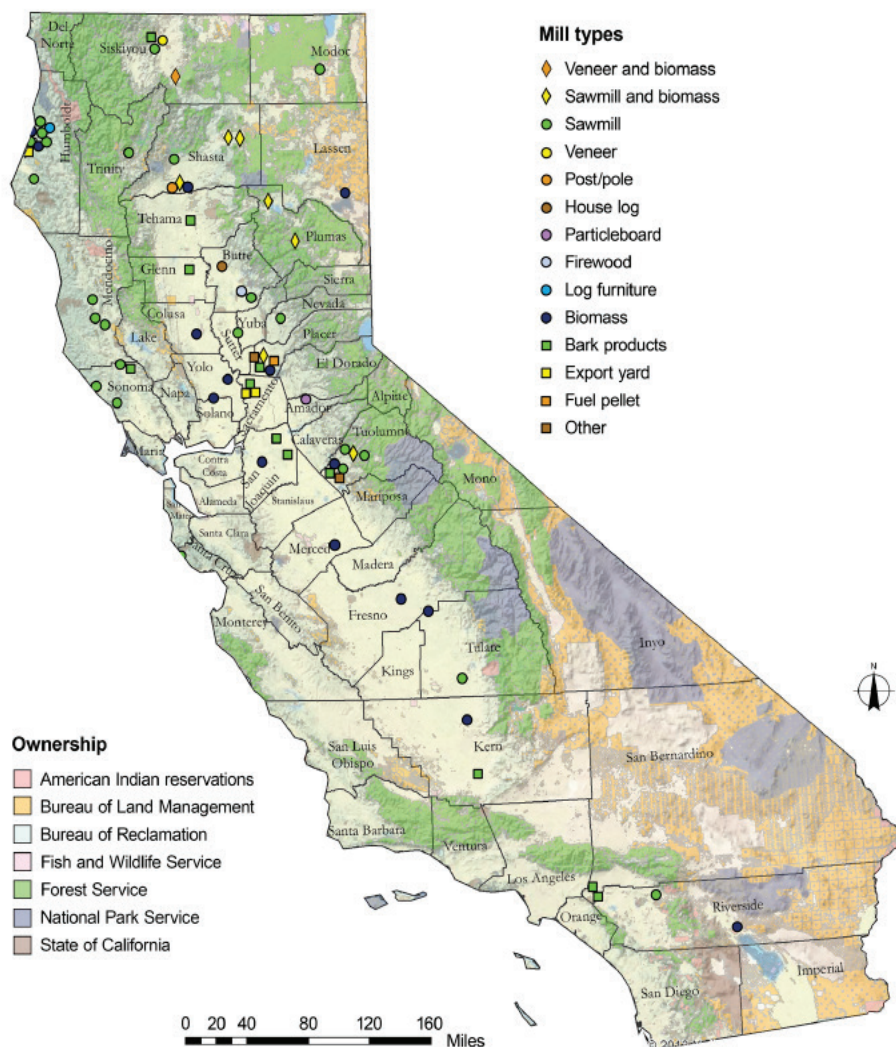 Mill types
Veneer and biomass
Sawmill and biomass
Sawmill
Veneer
Post/pole
House log
Particleboard
Firewood
Log furniture
Biomass
Bark products
Export yard
Fuel pellet
Other
Del
Norte
Siskiyou
Modoc
Humboldt
Trinity
Shasta
Lassen
Tehama
Plumas
Butte
Glenn
Mendocino
Sierra
Colusa
Nevada
Yuba
Sutter
Lake
Placer
Yolo
El Dorado
Sonoma
Napa
Sacramento
Amador
Alpine
Solano
Marin
Calaveras
Tuolumne
Contra
Costa
San
Joaquin
Mono
Alameda
Stanislaus
Mariposa
San
Santa Clara
Merced
Santa Cruz
Madera
San Benito
Fresno
Monterey
Inyo
Tulare
Kings
N
San Luis
Obispo
Kern
San Bernardino
Santa Barbara
Ventura
Los Angeles
Orange
Riverside
San Diego
Imperial
Ownership
American Indian reservations
Bureau of Land Management
Bureau of Reclamation
Fish and Wildlife Service
Forest Service
National Park Service
State of California
0 20 40 80 120 160
Miles